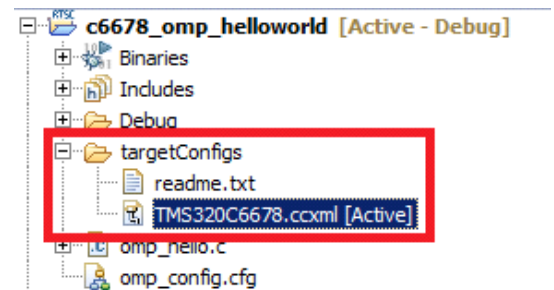 RTSC
c6678_omp_helloworld [Active - Debug]
Binaries
Includes
Debug
targetConfigs
readme.txt
TMS320C6678.ccxml [Active]
omp_hello.c
omp_config.cfg